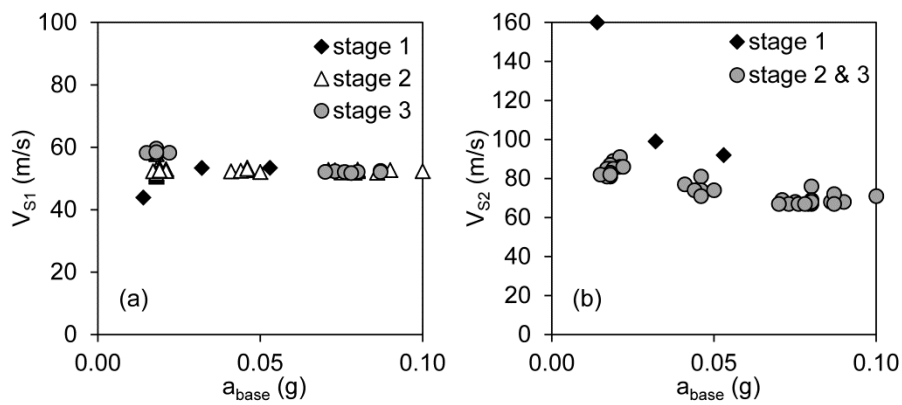 100
80
60
40
20
0
V_S1 (m/s)
stage 1
stage 2
stage 3
(a)
0.00 0.05 0.10
a_base (g)
160
140
120
100
80
60
40
20
0
V_S2 (m/s)
stage 1
stage 2 & 3
(b)
0.00 0.05 0.10
a_base (g)